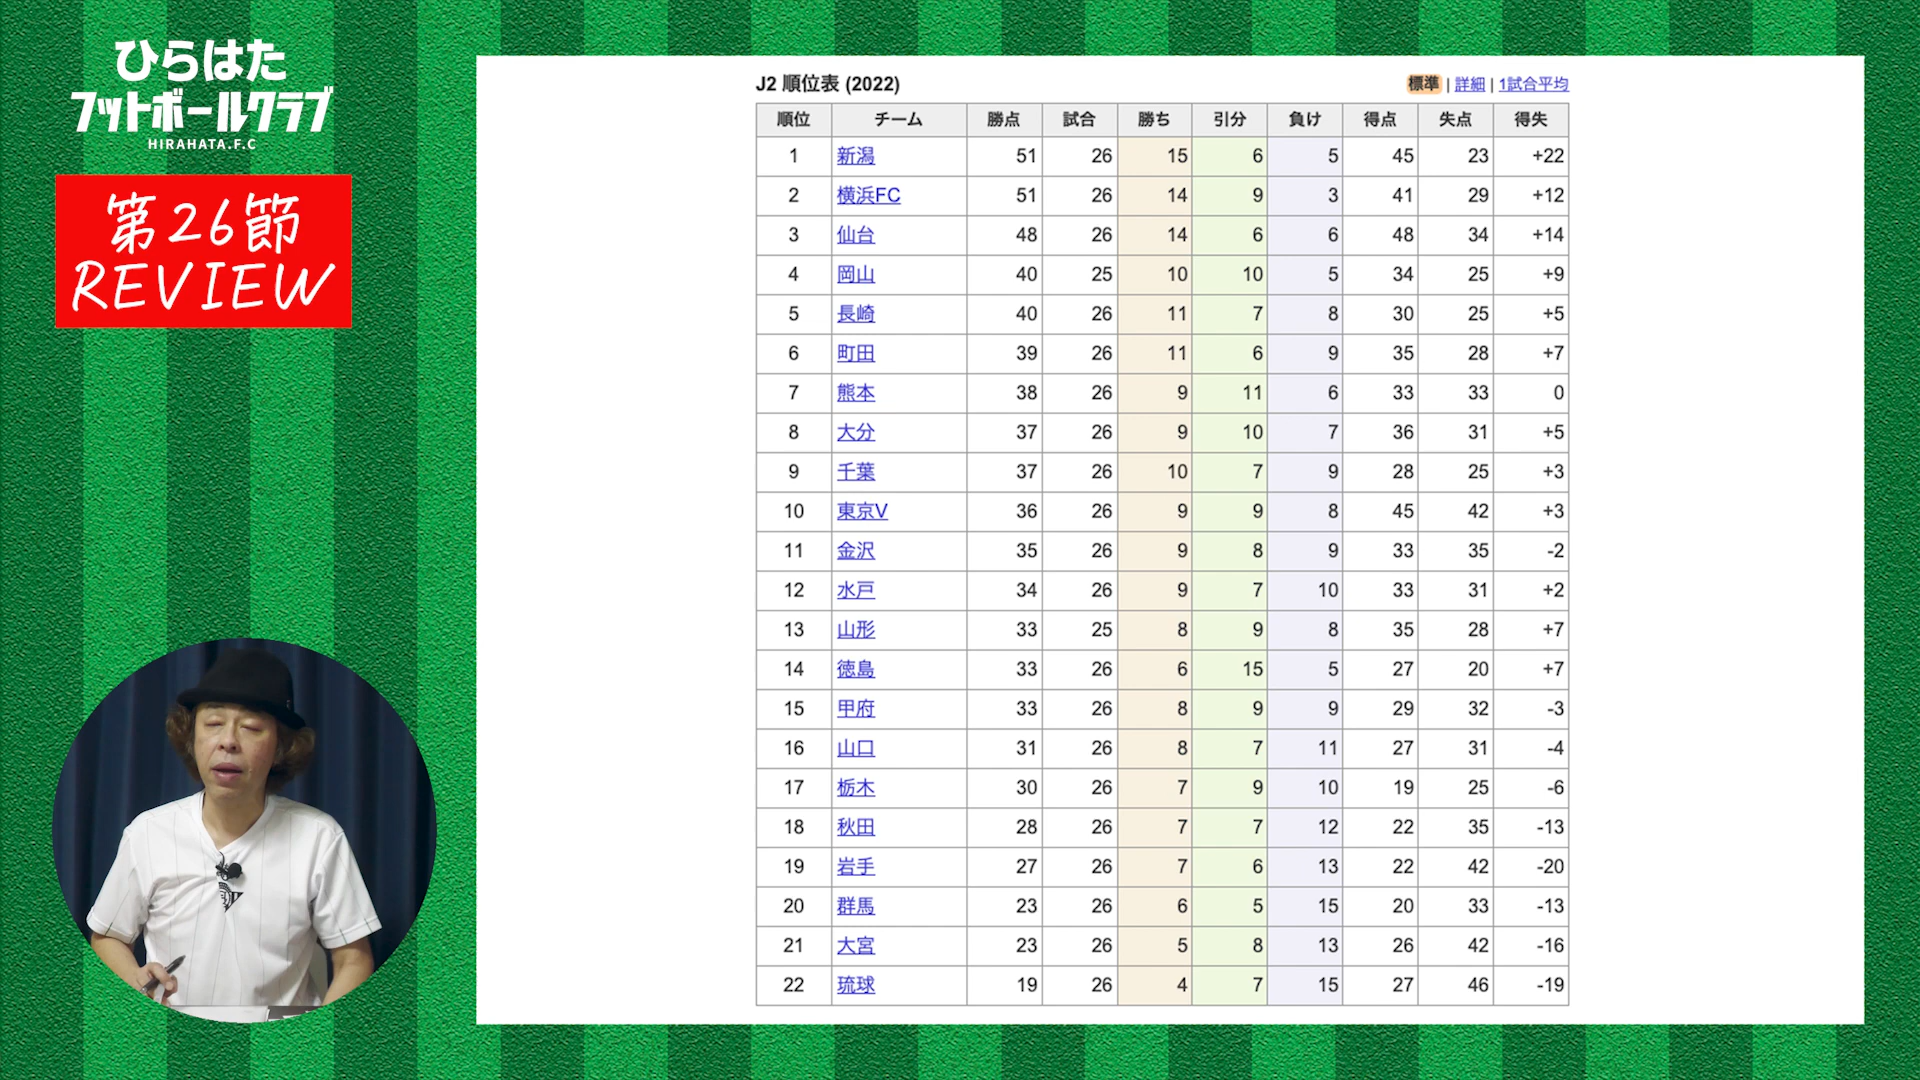 ひらはた
フットボールクラブ
HIRAHATA.F.C
第26節
REVIEW
J2 順位表 (2022) 標準 | 詳細 | 1試合平均
順位 チーム 勝点 試合 勝ち 引分 負け 得点 失点 得失
1 新潟 51 26 15 6 5 45 23 +22
2 横浜FC 51 26 14 9 3 41 29 +12
3 仙台 48 26 14 6 6 48 34 +14
4 岡山 40 25 10 10 5 34 25 +9
5 長崎 40 26 11 7 8 30 25 +5
6 町田 39 26 11 6 9 35 28 +7
7 熊本 38 26 9 11 6 33 33 0
8 大分 37 26 9 10 7 36 31 +5
9 千葉 37 26 10 7 9 28 25 +3
10 東京V 36 26 9 9 8 45 42 +3
11 金沢 35 26 9 8 9 33 35 -2
12 水戸 34 26 9 7 10 33 31 +2
13 山形 33 25 8 9 8 35 28 +7
14 徳島 33 26 6 15 5 27 20 +7
15 甲府 33 26 8 9 9 29 32 -3
16 山口 31 26 8 7 11 27 31 -4
17 栃木 30 26 7 9 10 19 25 -6
18 秋田 28 26 7 7 12 22 35 -13
19 岩手 27 26 7 6 13 22 42 -20
20 群馬 23 26 6 5 15 20 33 -13
21 大宮 23 26 5 8 13 26 42 -16
22 琉球 19 26 4 7 15 27 46 -19